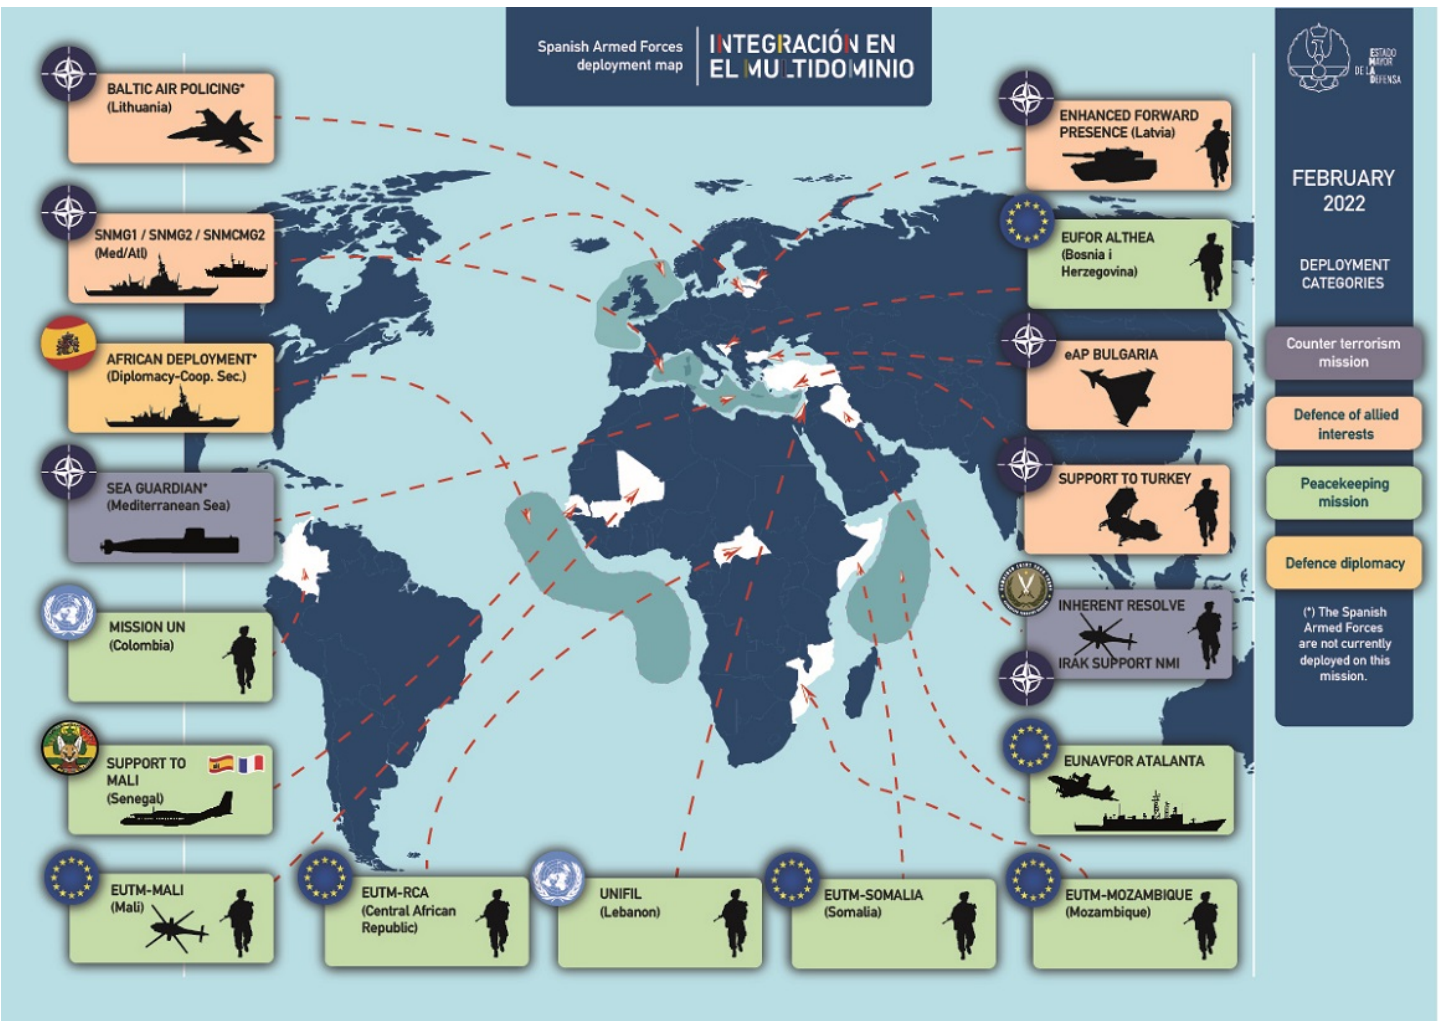 Spanish Armed Forces
deployment map
INTEGRACIÓN EN
EL MULTIDOMINIO
ESTADO
MAYOR
DE LA DEFENSA
BALTIC AIR POLICING*
(Lithuania)
SNMG1 / SNMG2 / SNMCMG2
(Med/Atl)
AFRICAN DEPLOYMENT*
(Diplomacy-Coop. Sec.)
SEA GUARDIAN*
(Mediterranean Sea)
MISSION UN
(Colombia)
SUPPORT TO
MALI
(Senegal)
EUTM-MALI
(Mali)
EUTM-RCA
(Central African
Republic)
UNIFIL
(Lebanon)
EUTM-SOMALIA
(Somalia)
EUTM-MOZAMBIQUE
(Mozambique)
ENHANCED FORWARD
PRESENCE (Latvia)
EUFOR ALTHEA
(Bosnia i
Herzegovina)
eAP BULGARIA
SUPPORT TO TURKEY
INHERENT RESOLVE
IRAK SUPPORT NMI
EUNAVFOR ATALANTA
FEBRUARY
2022
DEPLOYMENT
CATEGORIES
Counter terrorism
mission
Defence of allied
interests
Peacekeeping
mission
Defence diplomacy
(*) The Spanish
Armed Forces
are not currently
deployed on this
mission.